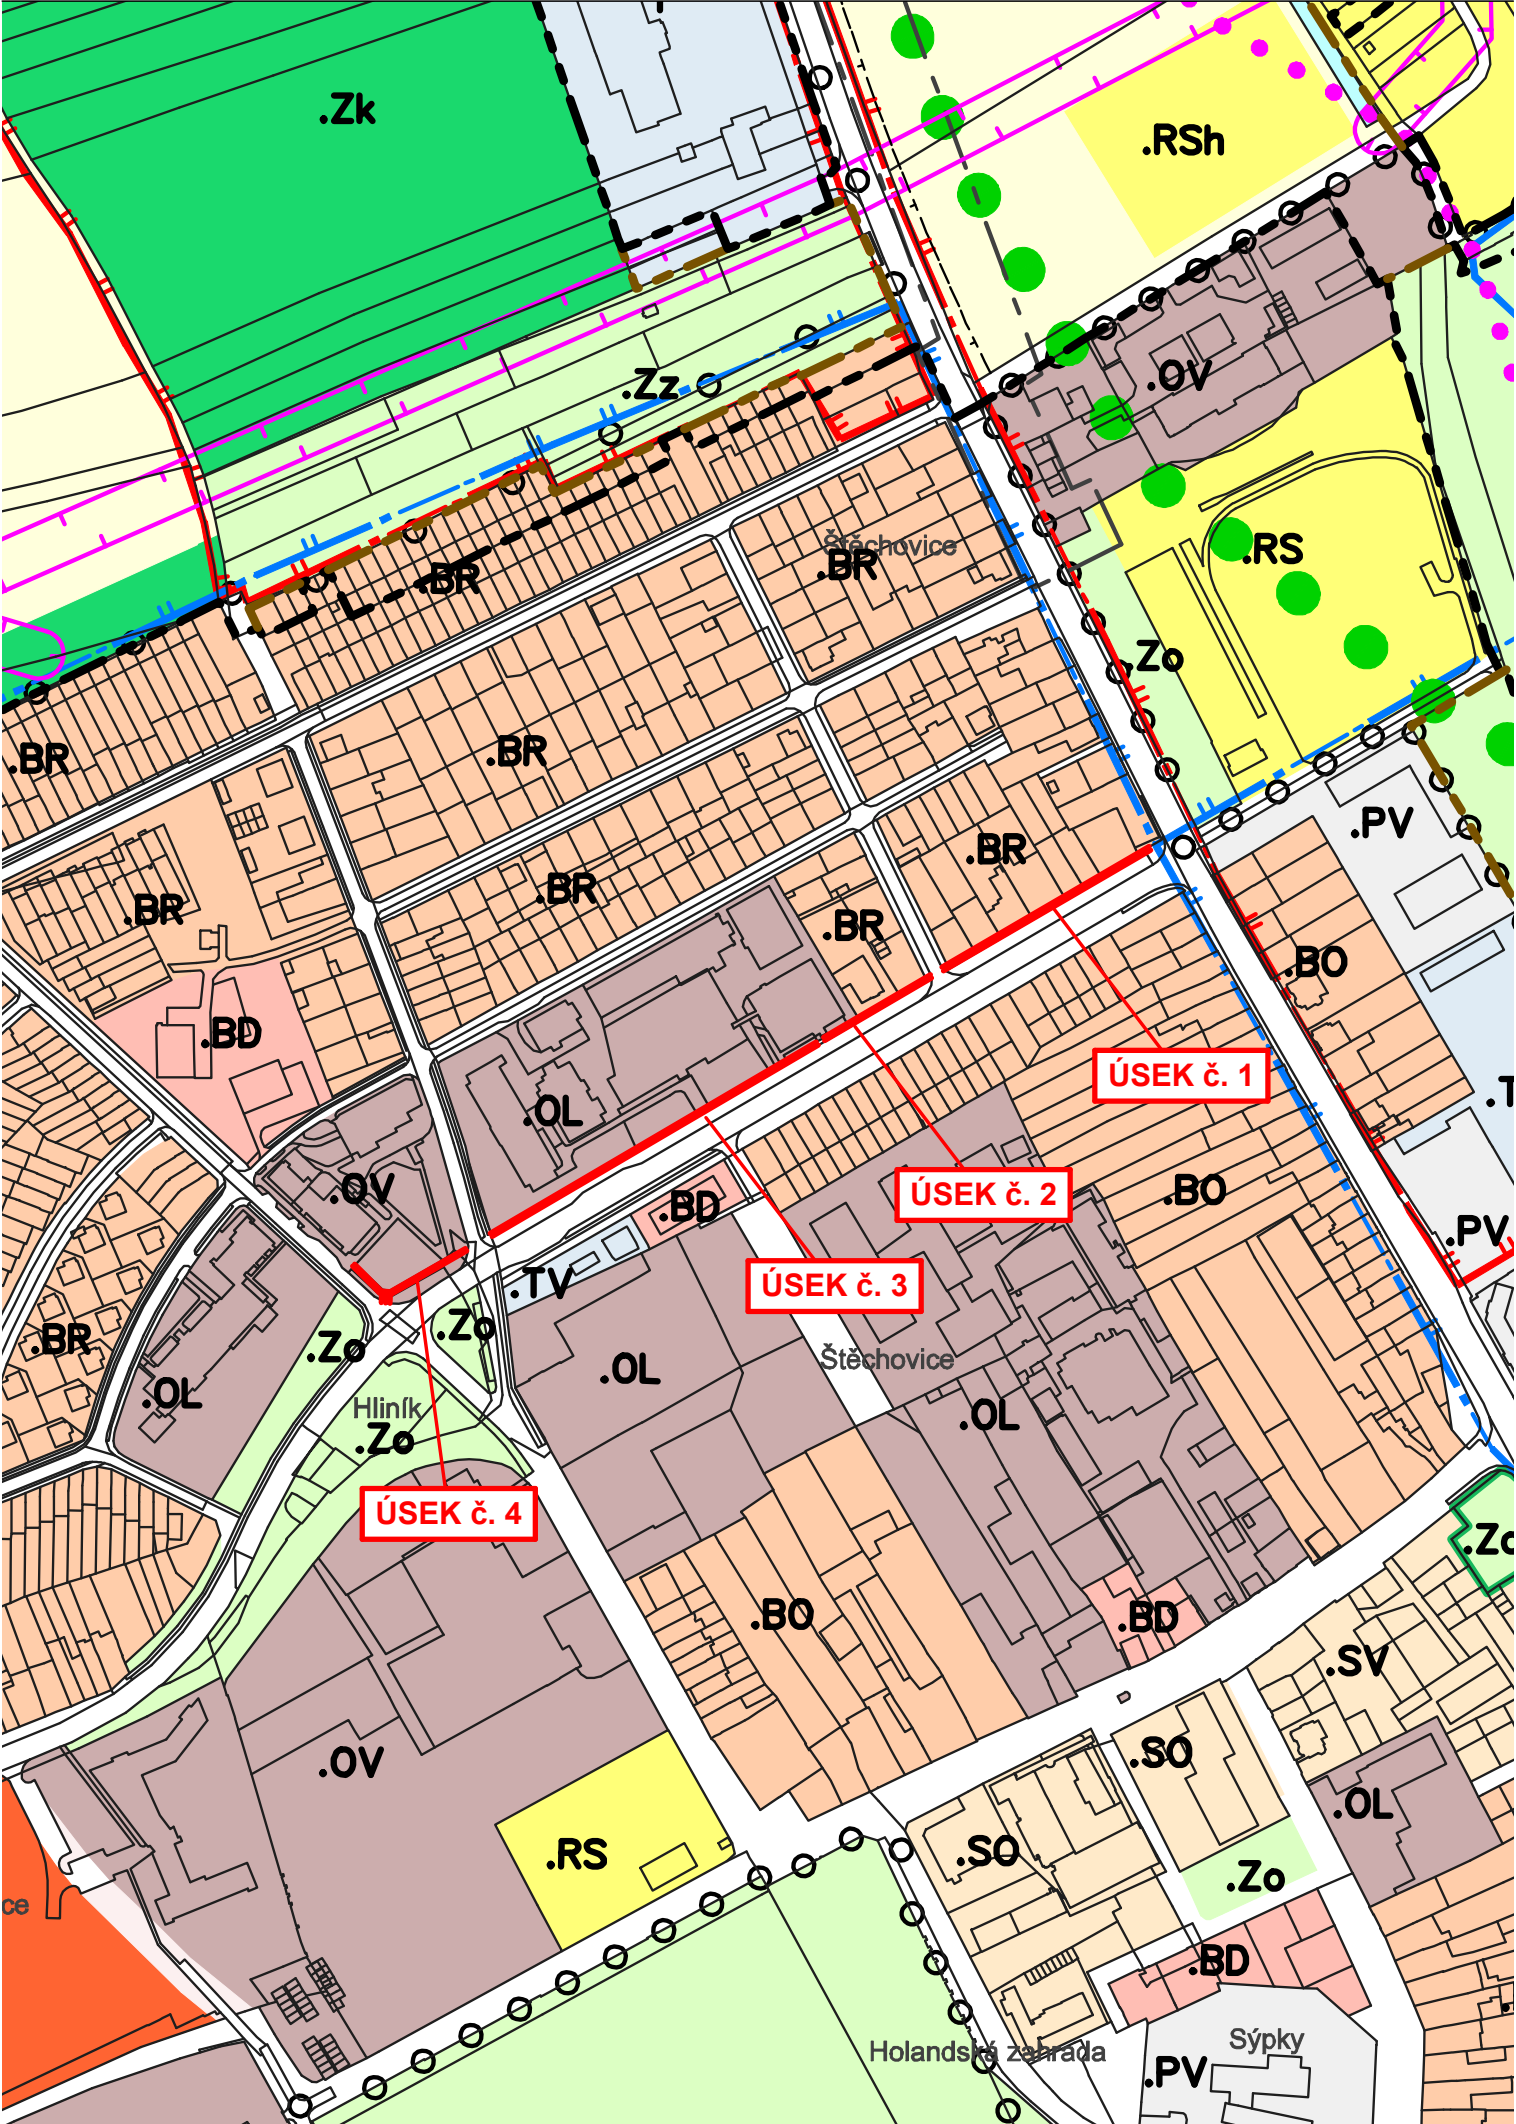 .Zk
.RSh
.OV
.Zz
Štěchovice
.BR
.BR
.RS
.Zo
.BR
.BR
.PV
.BR
.BR
.BR
.BR
.BO
.BD
ÚSEK č. 1
.OL
.OV
.BD
ÚSEK č. 2
.BO
.PV
ÚSEK č. 3
.TV
.Zo
.BR
.Zo
Štěchovice
.OL
.OL
Hliník
.OL
.Zo
ÚSEK č. 4
.BO
.BD
.SV
.OV
.SO
.OL
.RS
.SO
.Zo
ce
.BD
Sýpky
Holandská zahrada
.PV